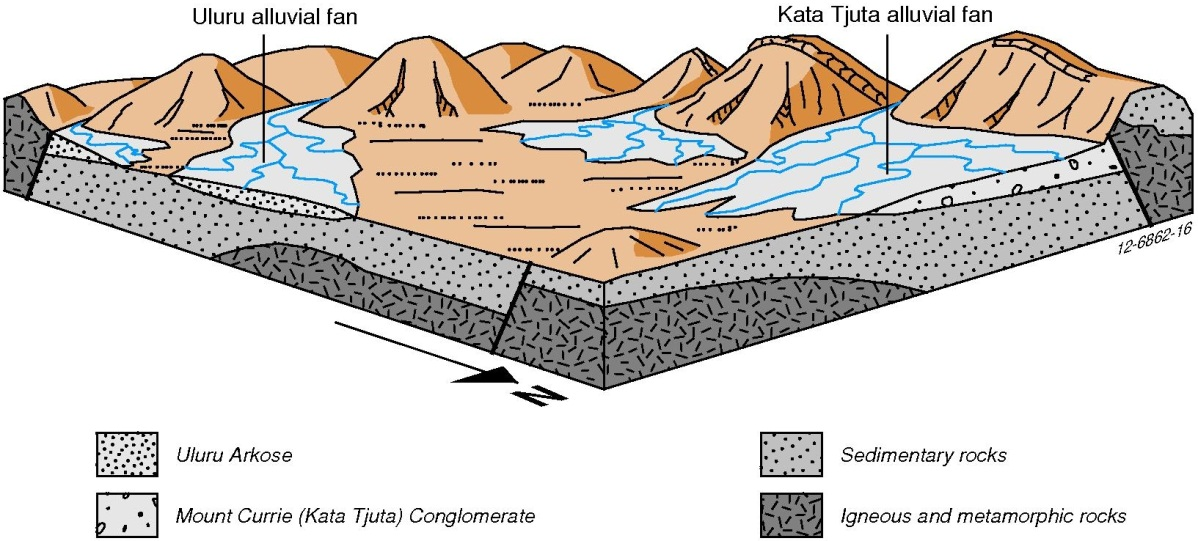 Uluru alluvial fan
Kata Tjuta alluvial fan
12-6862-16
N
Uluru Arkose
Sedimentary rocks
Mount Currie (Kata Tjuta) Conglomerate
Igneous and metamorphic rocks